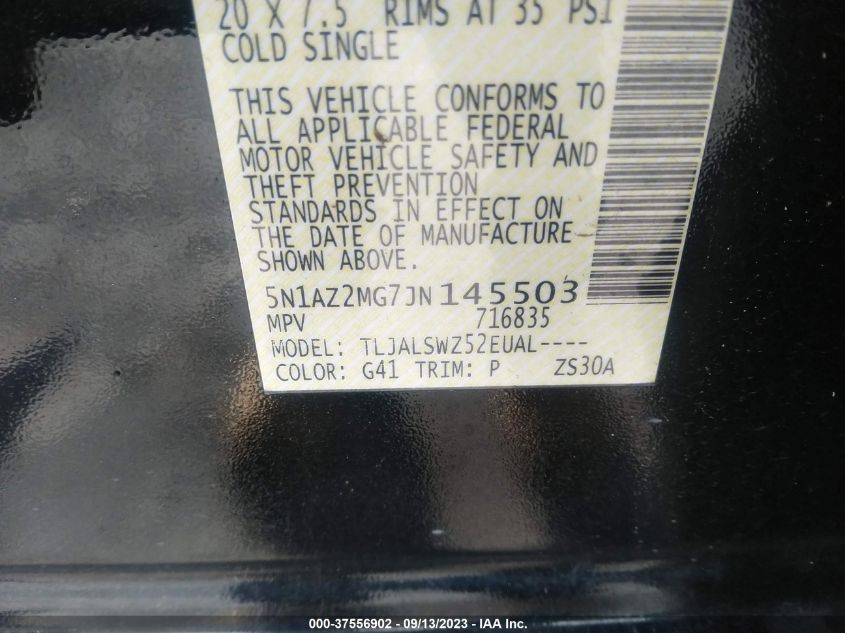 20 X 7.5 RIMS AT 35 PSI
COLD SINGLE
THIS VEHICLE CONFORMS TO
ALL APPLICABLE FEDERAL
MOTOR VEHICLE SAFETY AND
THEFT PREVENTION
STANDARDS IN EFFECT ON
THE DATE OF MANUFACTURE
SHOWN ABOVE.
5N1AZ2MG7JN145503
MPV 716835
MODEL: TLJALSWZ52EUAL----
COLOR: G41 TRIM: P ZS30A
000-37556902 - 09/13/2023 - IAA Inc.